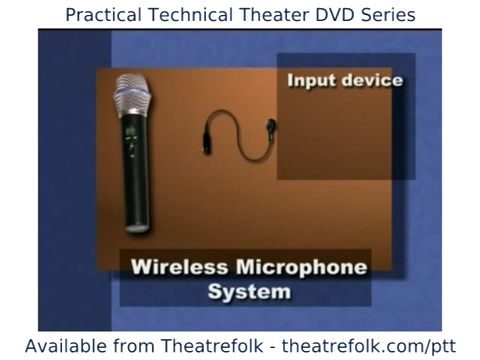 Practical Technical Theater DVD Series
Input device
Wireless Microphone
System
Available from Theatrefolk - theatrefolk.com/ptt